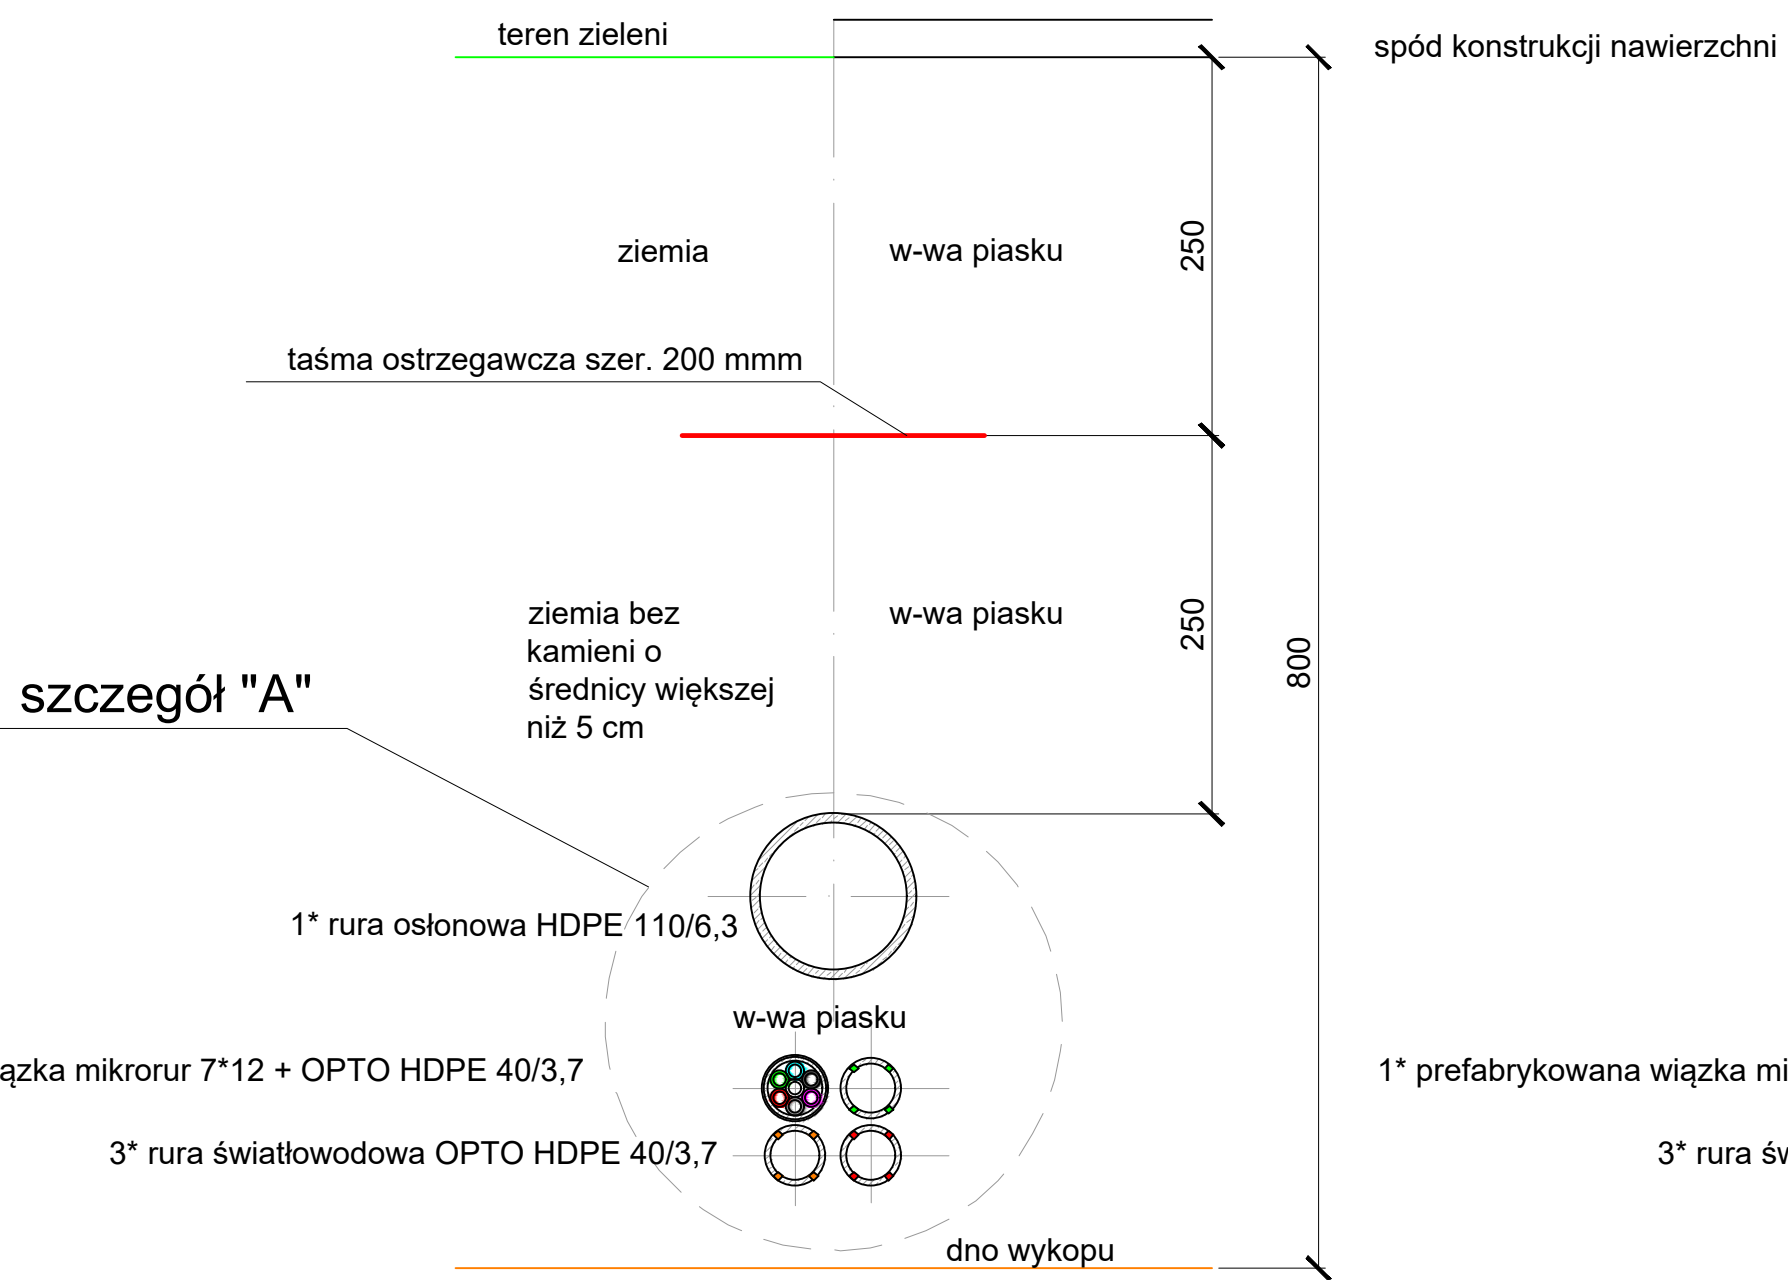 teren zieleni
spód konstrukcji nawierzchni
ziemia
w-wa piasku
250
taśma ostrzegawcza szer. 200 mmm
ziemia bez
kamieni o
średnicy większej
niż 5 cm
w-wa piasku
250
800
szczegół "A"
1* rura osłonowa HDPE 110/6,3
w-wa piasku
mikrorur 7*12 + OPTO HDPE 40/3,7
1* prefabrykowana wiązka
3* rura światłowodowa OPTO HDPE 40/3,7
3* rura
dno wykopu